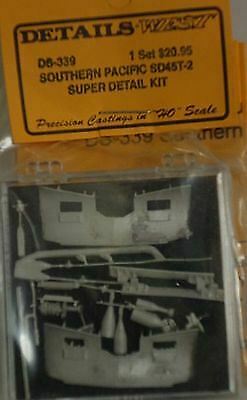 DETAILS WEST
DS-339 1 Set $20.95
SOUTHERN PACIFIC SD45T-2
SUPER DETAIL KIT
Precision Castings in "HO" Scale
DS-339 Southern